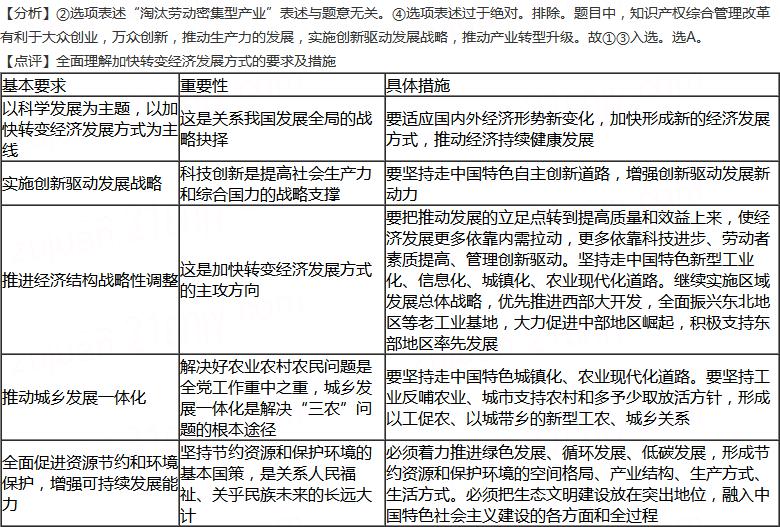 【分析】②选项表述“淘汰劳动密集型产业”表述与题意无关。④选项表述过于绝对。排除。题目中，知识产权综合管理改革
有利于大众创业，万众创新，推动生产力的发展，实施创新驱动发展战略，推动产业转型升级。故①③入选。选A。
【点评】全面理解加快转变经济发展方式的要求及措施
基本要求
重要性
具体措施
以科学发展为主题，以加
快转变经济发展方式为主
线
这是关系我国发展全局的战
略抉择
要适应国内外经济形势新变化，加快形成新的经济发展
方式，推动经济持续健康发展
实施创新驱动发展战略
科技创新是提高社会生产力
和综合国力的战略支撑
要坚持走中国特色自主创新道路，增强创新驱动发展新
动力
推进经济结构战略性调整
这是加快转变经济发展方式
的主攻方向
要把推动发展的立足点转到提高质量和效益上来，使经
济发展更多依靠内需拉动，更多依靠科技进步、劳动者
素质提高、管理创新驱动。坚持走中国特色新型工业
化、信息化、城镇化、农业现代化道路。继续实施区域
发展总体战略，优先推进西部大开发，全面振兴东北地
区等老工业基地，大力促进中部地区崛起，积极支持东
部地区率先发展
推动城乡发展一体化
解决好农业农村农民问题是
全党工作重中之重，城乡发
展一体化是解决“三农”问
题的根本途径
要坚持走中国特色城镇化、农业现代化道路。要坚持工
业反哺农业、城市支持农村和多予少取放活方针，形成
以工促农、以城带乡的新型工农、城乡关系
全面促进资源节约和环境
保护，增强可持续发展能
力
坚持节约资源和保护环境的
基本国策，是关系人民福
祉、关乎民族未来的长远大
计
必须着力推进绿色发展、循环发展、低碳发展，形成节
约资源和保护环境的空间格局、产业结构、生产方式、
生活方式。必须把生态文明建设放在突出地位，融入中
国特色社会主义建设的各方面和全过程